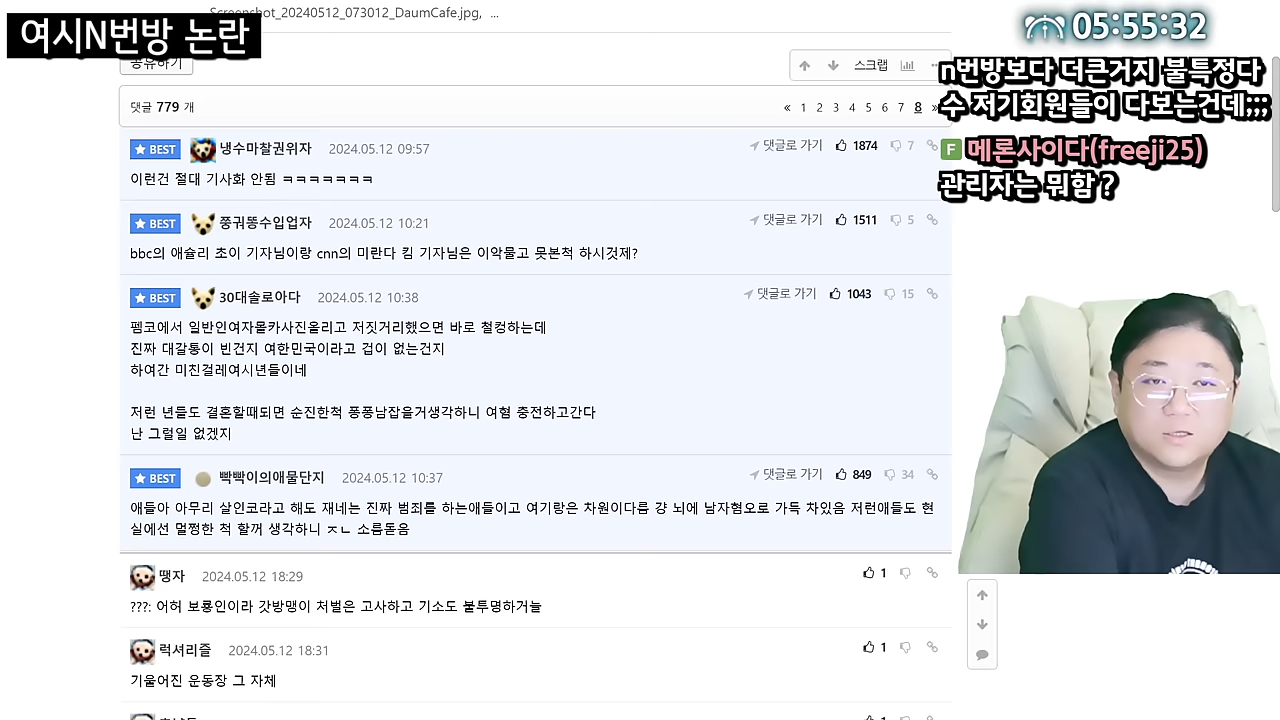 Screenshot_20240512_073012_DaumCafe.jpg, ...
여시N번방 논란
05:55:32
공유하기
스크랩
n번방보다 더큰거지 불특정다
수 저기회원들이 다보는건데;;;
F 메론사이다(freeji25)
관리자는 뭐함 ?
댓글 779 개
« 1 2 3 4 5 6 7 8 »
BEST 냉수마찰권위자 2024.05.12 09:57 댓글로 가기 1874 7
이런건 절대 기사화 안됨 ㅋㅋㅋㅋㅋㅋㅋ
BEST 쭝궈뚱수입업자 2024.05.12 10:21 댓글로 가기 1511 5
bbc의 애슐리 초이 기자님이랑 cnn의 미란다 킴 기자님은 이악물고 못본척 하시것제?
BEST 30대솔로아다 2024.05.12 10:38 댓글로 가기 1043 15
펨코에서 일반인여자몰카사진올리고 저짓거리했으면 바로 철컹하는데
진짜 대갈통이 빈건지 여한민국이라고 겁이 없는건지
하여간 미친걸레여시년들이네
저런 년들도 결혼할때되면 순진한척 퐁퐁남잡을거생각하니 여혐 충전하고간다
난 그럴일 없겠지
BEST 빡빡이의애물단지 2024.05.12 10:37 댓글로 가기 849 34
애들아 아무리 살인코라고 해도 재네는 진짜 범죄를 하는애들이고 여기랑은 차원이다름 걍 뇌에 남자혐오로 가득 차있음 저런애들도 현
실에선 멀쩡한 척 할꺼 생각하니 ㅈㄴ 소름돋음
땡자 2024.05.12 18:29 1
???: 어허 보룡인이라 갓방맹이 처벌은 고사하고 기소도 불투명하거늘
럭셔리즐 2024.05.12 18:31 1
기울어진 운동장 그 자체